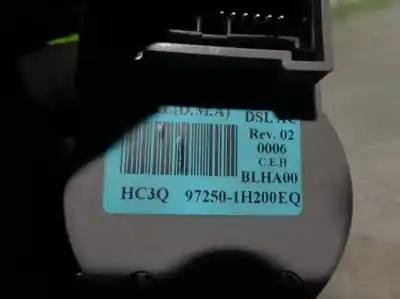 (D.M.A)
DSL AC
Rev. 02
0006
C.E.H
BLHA00
HC3Q 97250-1H200EQ